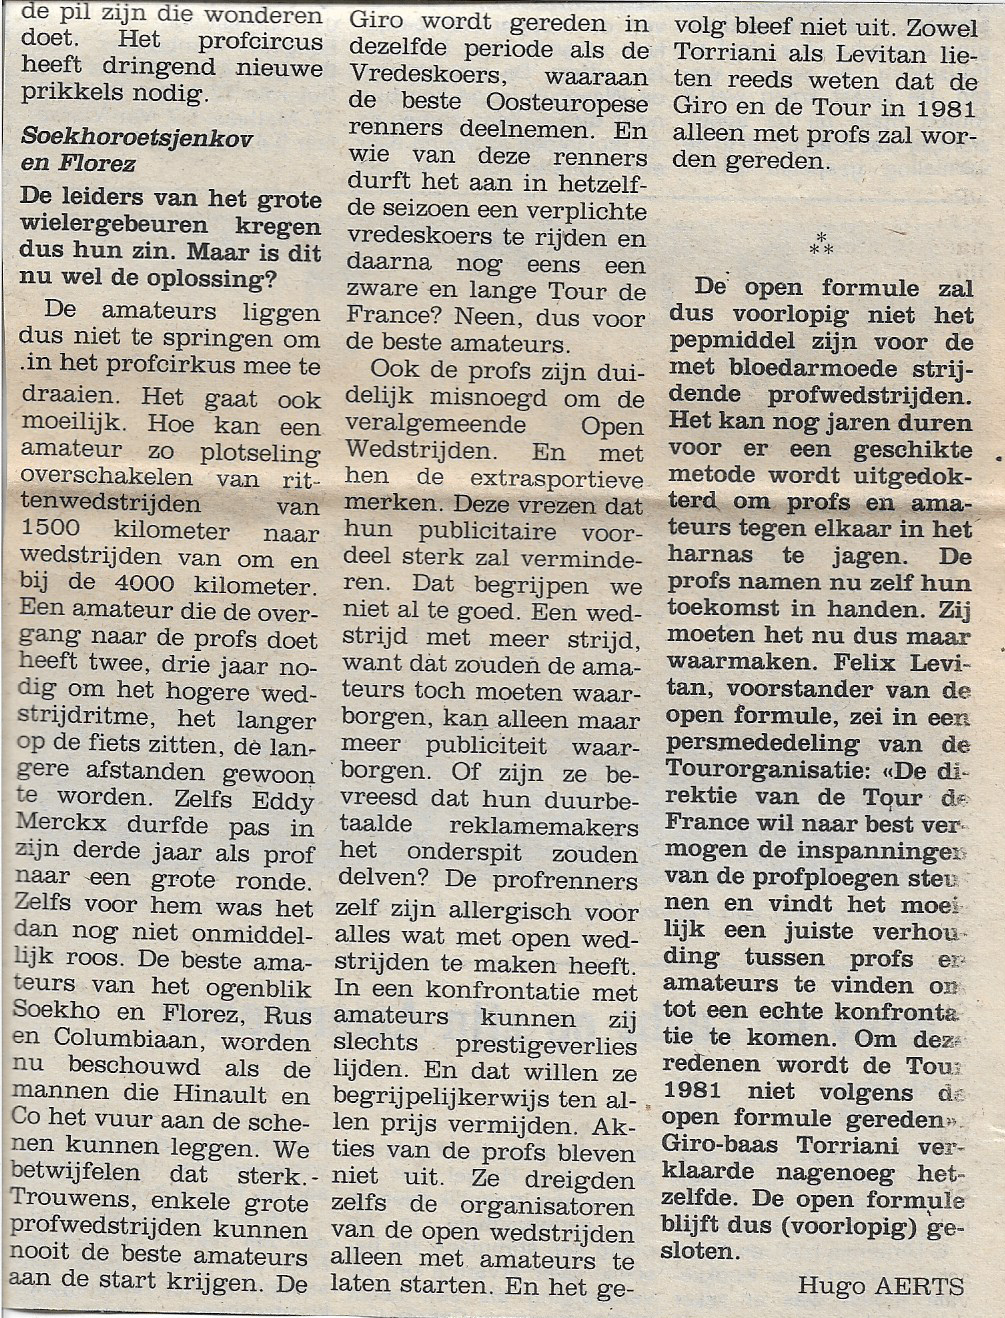 de pil zijn die wonderen
doet. Het profcircus
heeft dringend nieuwe
prikkels nodig.
Soekhoroetsjenkov
en Florez
De leiders van het grote
wielergebeuren kregen
dus hun zin. Maar is dit
nu wel de oplossing?
De amateurs liggen
dus niet te springen om
.in het profcirkus mee te
draaien. Het gaat ook
moeilijk. Hoe kan een
amateur zo plotseling
overschakelen van rit-
tenwedstrijden van
1500 kilometer naar
wedstrijden van om en
bij de 4000 kilometer.
Een amateur die de over-
gang naar de profs doet
heeft twee, drie jaar no-
dig om het hogere wed-
strijdritme, het langer
op de fiets zitten, de lan-
gere afstanden gewoon
te worden. Zelfs Eddy
Merckx durfde pas in
zijn derde jaar als prof
naar een grote ronde.
Zelfs voor hem was het
dan nog niet onmiddel-
lijk roos. De beste ama-
teurs van het ogenblik
Soekho en Florez, Rus
en Columbiaan, worden
nu beschouwd als de
mannen die Hinault en
Co het vuur aan de sche-
nen kunnen leggen. We
betwijfelen dat sterk.-
Trouwens, enkele grote
profwedstrijden kunnen
nooit de beste amateurs
aan de start krijgen. De
Giro wordt gereden in
dezelfde periode als de
Vredeskoers, waaraan
de beste Oosteuropese
renners deelnemen. En
wie van deze renners
durft het aan in hetzelf-
de seizoen een verplichte
vredeskoers te rijden en
daarna nog eens een
zware en lange Tour de
France? Neen, dus voor
de beste amateurs.
Ook de profs zijn dui-
delijk misnoegd om de
veralgemeende Open
Wedstrijden. En met
hen de extrasportieve
merken. Deze vrezen dat
hun publicitaire voor-
deel sterk zal verminde-
ren. Dat begrijpen we
niet al te goed. Een wed-
strijd met meer strijd,
want dat zouden de ama-
teurs toch moeten waar-
borgen, kan alleen maar
meer publiciteit waar-
borgen. Of zijn ze be-
vreesd dat hun duurbe-
taalde reklamemakers
het onderspit zouden
delven? De profrenners
zelf zijn allergisch voor
alles wat met open wed-
strijden te maken heeft.
In een konfrontatie met
amateurs kunnen zij
slechts prestigeverlies
lijden. En dat willen ze
begrijpelijkerwijs ten al-
len prijs vermijden. Ak-
ties van de profs bleven
niet uit. Ze dreigden
zelfs de organisatoren
van de open wedstrijden
alleen met amateurs te
laten starten. En het ge-
volg bleef niet uit. Zowel
Torriani als Levitan lie-
ten reeds weten dat de
Giro en de Tour in 1981
alleen met profs zal wor-
den gereden.
*
**
De open formule zal
dus voorlopig niet het
pepmiddel zijn voor de
met bloedarmoede strij-
dende profwedstrijden.
Het kan nog jaren duren
voor er een geschikte
metode wordt uitgedok-
terd om profs en ama-
teurs tegen elkaar in het
harnas te jagen. De
profs namen nu zelf hun
toekomst in handen. Zij
moeten het nu dus maar
waarmaken. Felix Levi-
tan, voorstander van de
open formule, zei in een
persmededeling van de
Tourorganisatie: «De di-
rektie van de Tour de
France wil naar best ver-
mogen de inspanningen
van de profploegen steu-
nen en vindt het moei-
lijk een juiste verhou-
ding tussen profs en
amateurs te vinden om
tot een echte konfronta-
tie te komen. Om deze
redenen wordt de Tour
1981 niet volgens de
open formule gereden».
Giro-baas Torriani ver-
klaarde nagenoeg het-
zelfde. De open formule
blijft dus (voorlopig) ge-
sloten.
Hugo AERTS